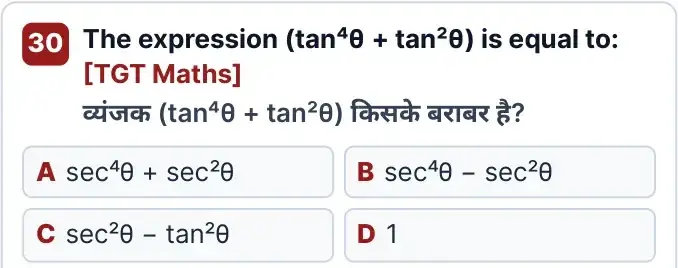 30 The expression (tan⁴θ + tan²θ) is equal to:
[TGT Maths]
व्यंजक (tan⁴θ + tan²θ) किसके बराबर है?
A sec⁴θ + sec²θ
B sec⁴θ − sec²θ
C sec²θ − tan²θ
D 1